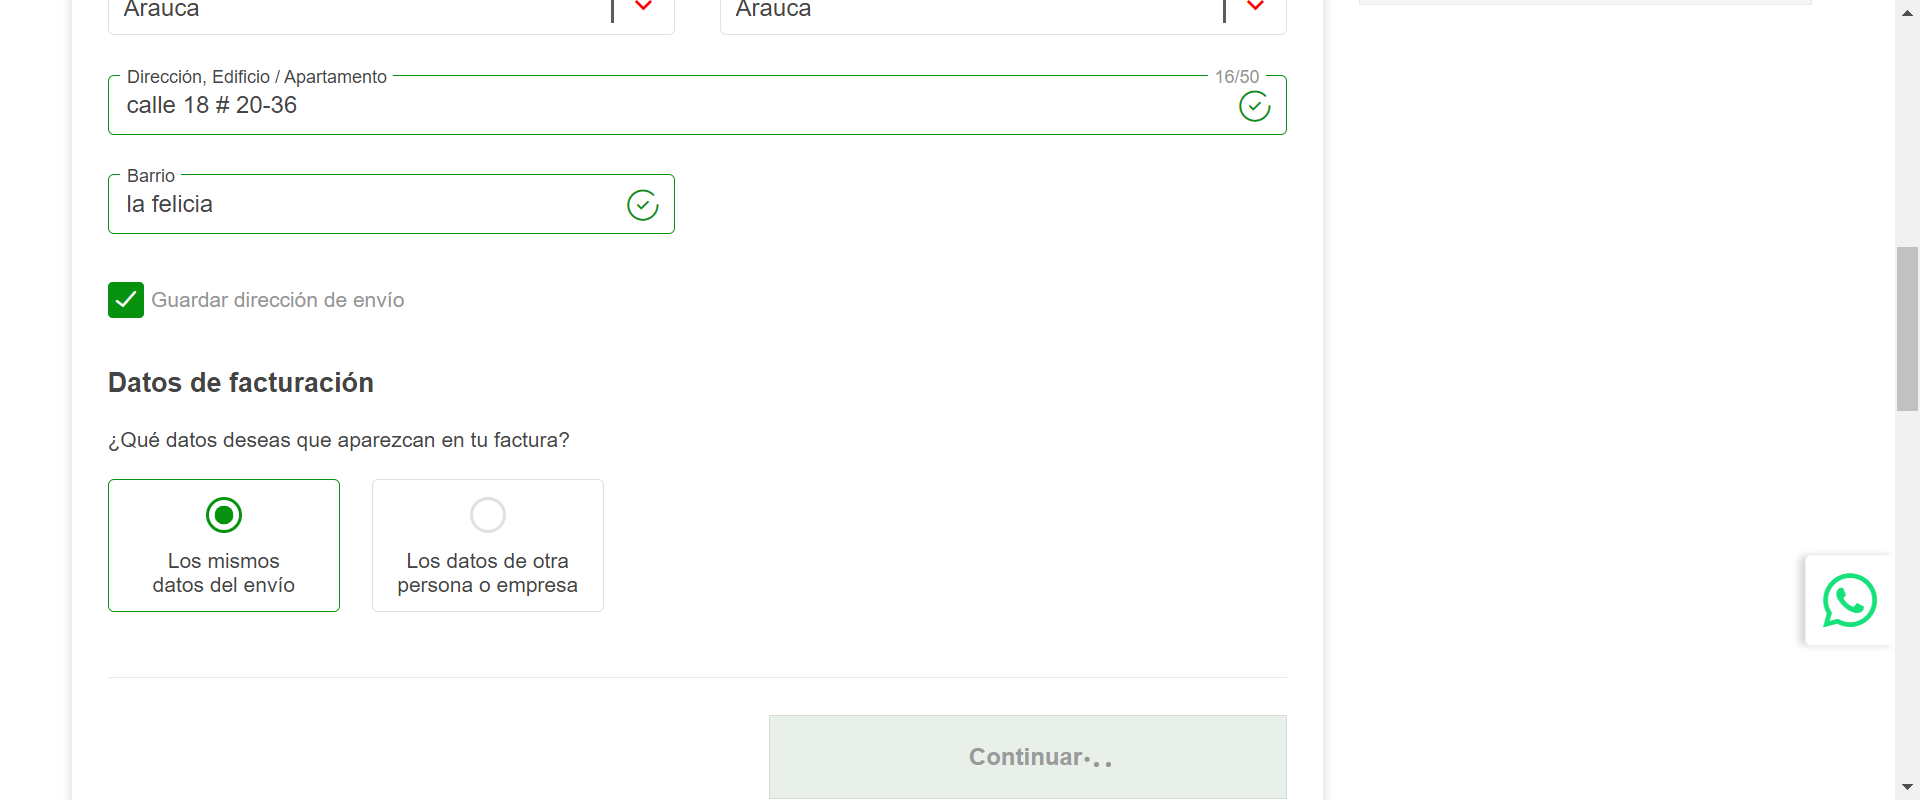 Arauca
Arauca
Dirección, Edificio / Apartamento
16/50
calle 18 # 20-36
Barrio
la felicia
Guardar dirección de envío
Datos de facturación
¿Qué datos deseas que aparezcan en tu factura?
Los mismos
datos del envío
Los datos de otra
persona o empresa
Continuar...